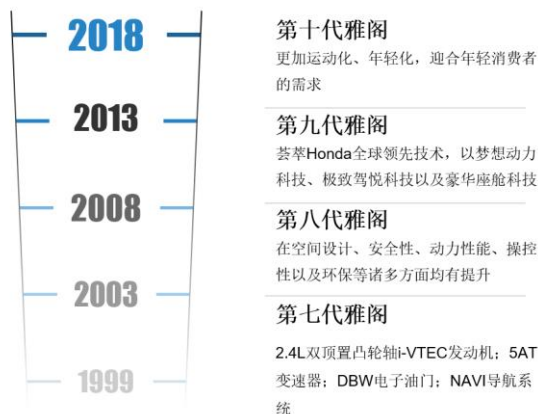 2018
第十代雅阁
更加运动化、年轻化，迎合年轻消费者
的需求
2013
第九代雅阁
荟萃Honda全球领先技术，以梦想动力
科技、极致驾悦科技以及豪华座舱科技
2008
第八代雅阁
在空间设计、安全性、动力性能、操控
性以及环保等诸多方面均有提升
2003
第七代雅阁
2.4L双顶置凸轮轴i-VTEC发动机；5AT
变速器；DBW电子油门；NAVI导航系
统
1999